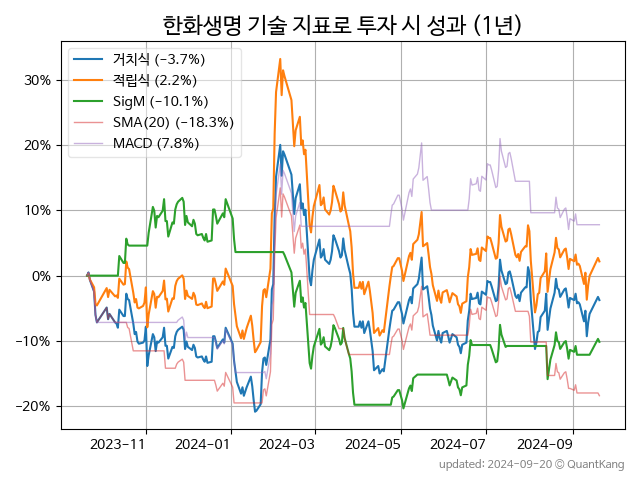 한화생명 기술 지표로 투자 시 성과 (1년)
거치식 (−3.7%)
적립식 (2.2%)
SigM (−10.1%)
SMA(20) (−18.3%)
MACD (7.8%)
30%
20%
10%
0%
−10%
−20%
2023−11
2024−01
2024−03
2024−05
2024−07
2024−09
updated: 2024−09−20 ⓒ QuantKang